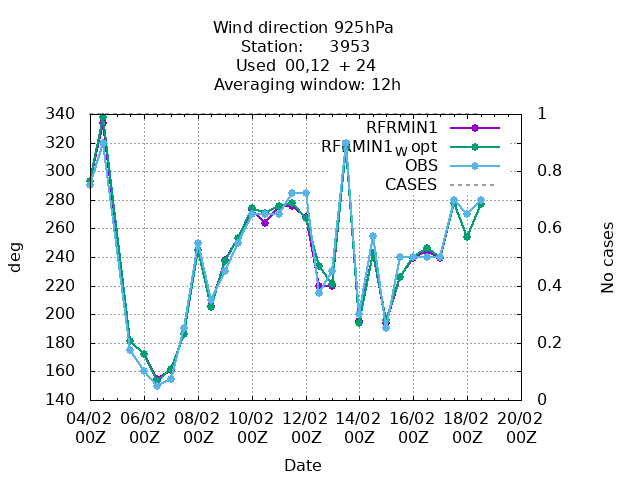 Wind direction 925hPa
Station: 3953
Used 00,12 + 24
Averaging window: 12h
340 1
320 0.8
300 0.6
280 0.4
260 0.2
240 0
220
200
180
160
140
RFRMIN1
RFRMIN1w opt
OBS
CASES
deg
No cases
04/02 06/02 08/02 10/02 12/02 14/02 16/02 18/02 20/02
00Z 00Z 00Z 00Z 00Z 00Z 00Z 00Z 00Z
Date